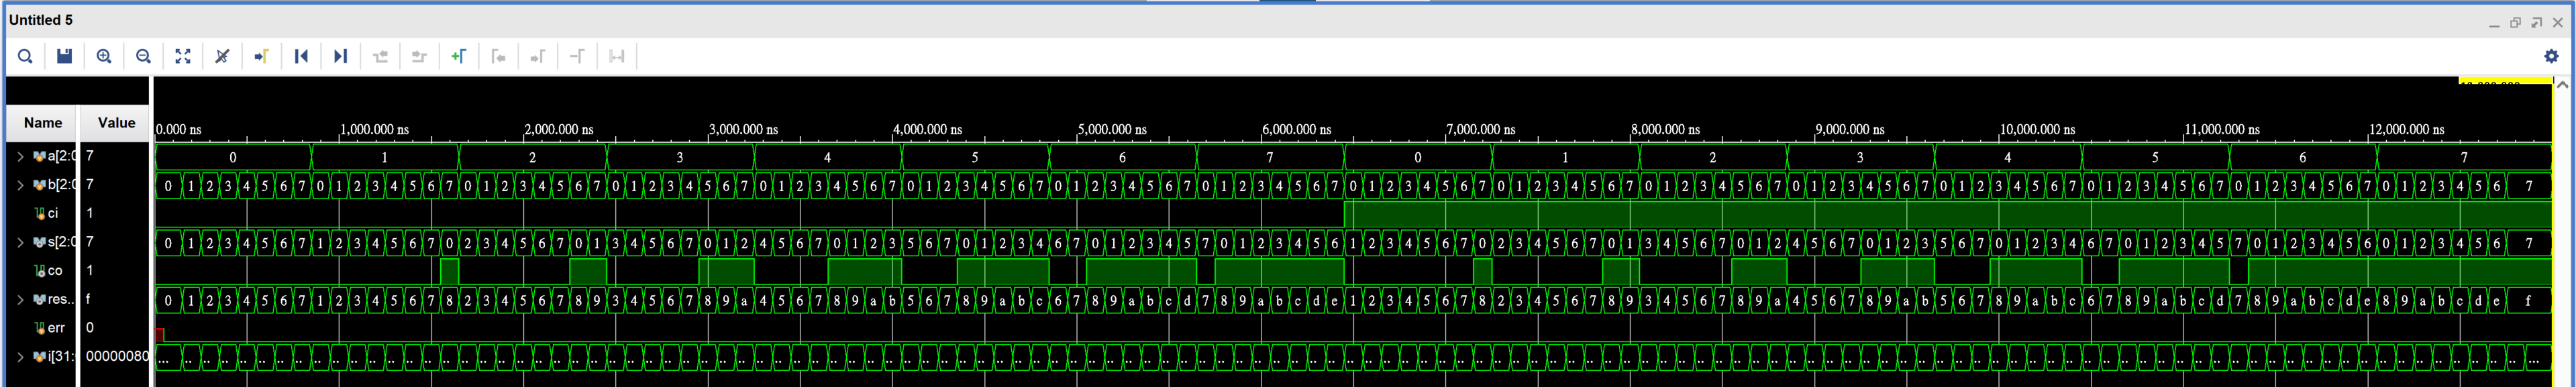 Untitled 5
Name Value
0.000 ns 1,000.000 ns 2,000.000 ns 3,000.000 ns 4,000.000 ns 5,000.000 ns 6,000.000 ns 7,000.000 ns 8,000.000 ns 9,000.000 ns 10,000.000 ns 11,000.000 ns 12,000.000 ns
a[2:0 7 0 1 2 3 4 5 6 7 0 1 2 3 4 5 6 7
b[2:0 7 0 1 2 3 4 5 6 7 0 1 2 3 4 5 6 7 0 1 2 3 4 5 6 7 0 1 2 3 4 5 6 7 0 1 2 3 4 5 6 7 0 1 2 3 4 5 6 7 0 1 2 3 4 5 6 7 0 1 2 3 4 5 6 7 0 1 2 3 4 5 6 7 0 1 2 3 4 5 6 7 0 1 2 3 4 5 6 7 0 1 2 3 4 5 6 7 0 1 2 3 4 5 6 7 0 1 2 3 4 5 6 7 0 1 2 3 4 5 6 7 0 1 2 3 4 5 6 7
ci 1
s[2:0 7 0 1 2 3 4 5 6 7 1 2 3 4 5 6 7 0 2 3 4 5 6 7 0 1 3 4 5 6 7 0 1 2 4 5 6 7 0 1 2 3 5 6 7 0 1 2 3 4 6 7 0 1 2 3 4 5 7 0 1 2 3 4 5 6 1 2 3 4 5 6 7 0 2 3 4 5 6 7 0 1 3 4 5 6 7 0 1 2 4 5 6 7 0 1 2 3 5 6 7 0 1 2 3 4 6 7 0 1 2 3 4 5 7 0 1 2 3 4 5 6 0 1 2 3 4 5 6 7
co 1
res... f 0 1 2 3 4 5 6 7 1 2 3 4 5 6 7 8 2 3 4 5 6 7 8 9 3 4 5 6 7 8 9 a 4 5 6 7 8 9 a b 5 6 7 8 9 a b c 6 7 8 9 a b c d 7 8 9 a b c d e 1 2 3 4 5 6 7 8 2 3 4 5 6 7 8 9 3 4 5 6 7 8 9 a 4 5 6 7 8 9 a b 5 6 7 8 9 a b c 6 7 8 9 a b c d 7 8 9 a b c d e 8 9 a b c d e f
err 0
i[31: 00000080